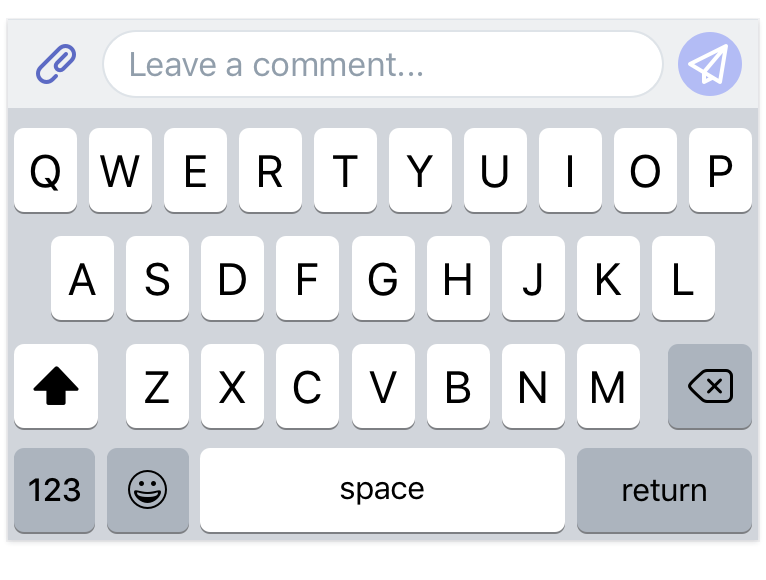 Leave a comment...
Q W E R T Y U I O P
A S D F G H J K L
Z X C V B N M
123 space return